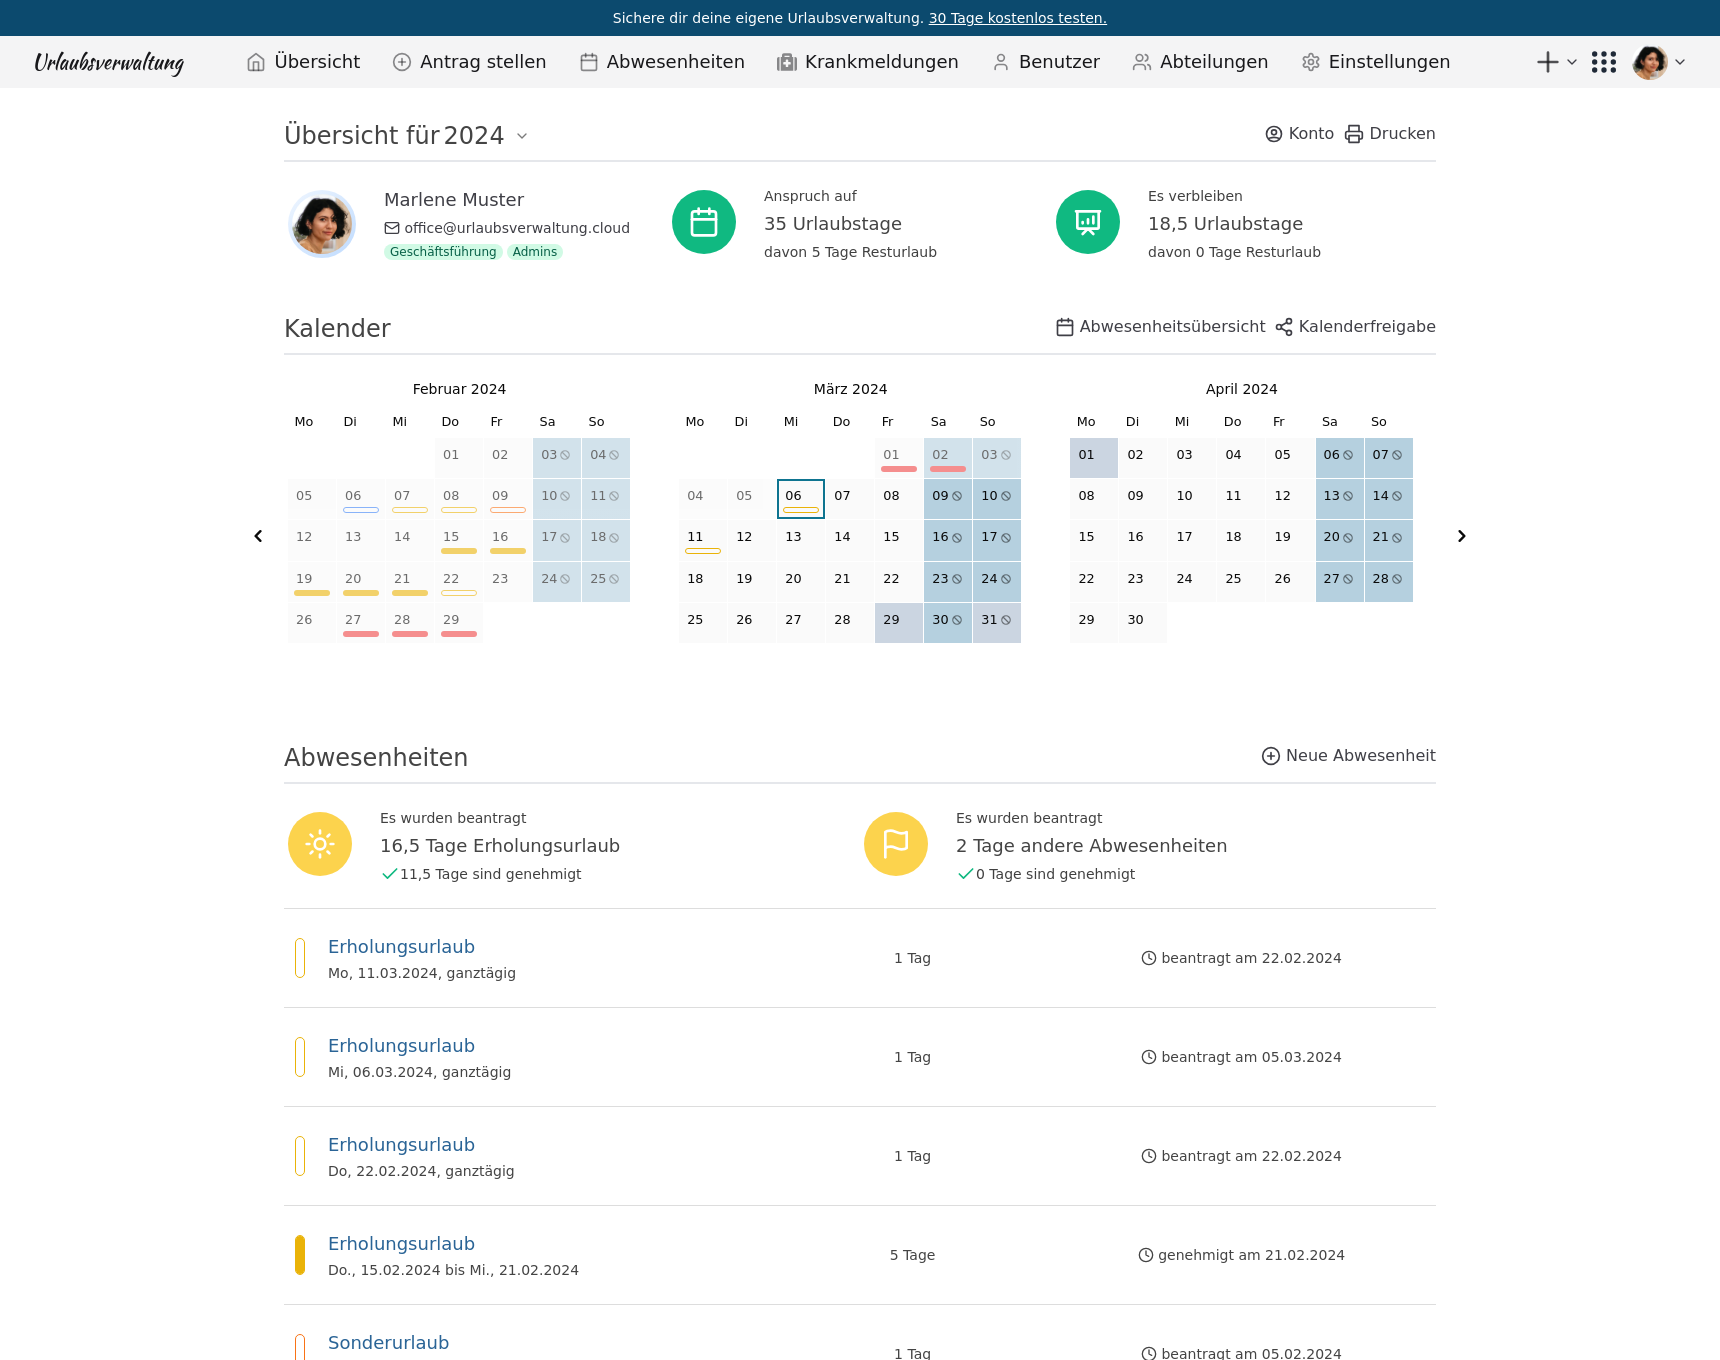 Sichere dir deine eigene Urlaubsverwaltung. 30 Tage kostenlos testen.
Urlaubsverwaltung Übersicht Antrag stellen Abwesenheiten Krankmeldungen Benutzer Abteilungen Einstellungen
Übersicht für 2024 Konto Drucken
Marlene Muster
office@urlaubsverwaltung.cloud
Geschäftsführung Admins
Anspruch auf
35 Urlaubstage
davon 5 Tage Resturlaub
Es verbleiben
18,5 Urlaubstage
davon 0 Tage Resturlaub
Kalender Abwesenheitsübersicht Kalenderfreigabe
Februar 2024
Mo Di Mi Do Fr Sa So
01 02 03 04
05 06 07 08 09 10 11
12 13 14 15 16 17 18
19 20 21 22 23 24 25
26 27 28 29
März 2024
Mo Di Mi Do Fr Sa So
01 02 03
04 05 06 07 08 09 10
11 12 13 14 15 16 17
18 19 20 21 22 23 24
25 26 27 28 29 30 31
April 2024
Mo Di Mi Do Fr Sa So
01 02 03 04 05 06 07
08 09 10 11 12 13 14
15 16 17 18 19 20 21
22 23 24 25 26 27 28
29 30
Abwesenheiten Neue Abwesenheit
Es wurden beantragt
16,5 Tage Erholungsurlaub
11,5 Tage sind genehmigt
Es wurden beantragt
2 Tage andere Abwesenheiten
0 Tage sind genehmigt
Erholungsurlaub
Mo, 11.03.2024, ganztägig
1 Tag
beantragt am 22.02.2024
Erholungsurlaub
Mi, 06.03.2024, ganztägig
1 Tag
beantragt am 05.03.2024
Erholungsurlaub
Do, 22.02.2024, ganztägig
1 Tag
beantragt am 22.02.2024
Erholungsurlaub
Do., 15.02.2024 bis Mi., 21.02.2024
5 Tage
genehmigt am 21.02.2024
Sonderurlaub
1 Tag
beantragt am 05.02.2024